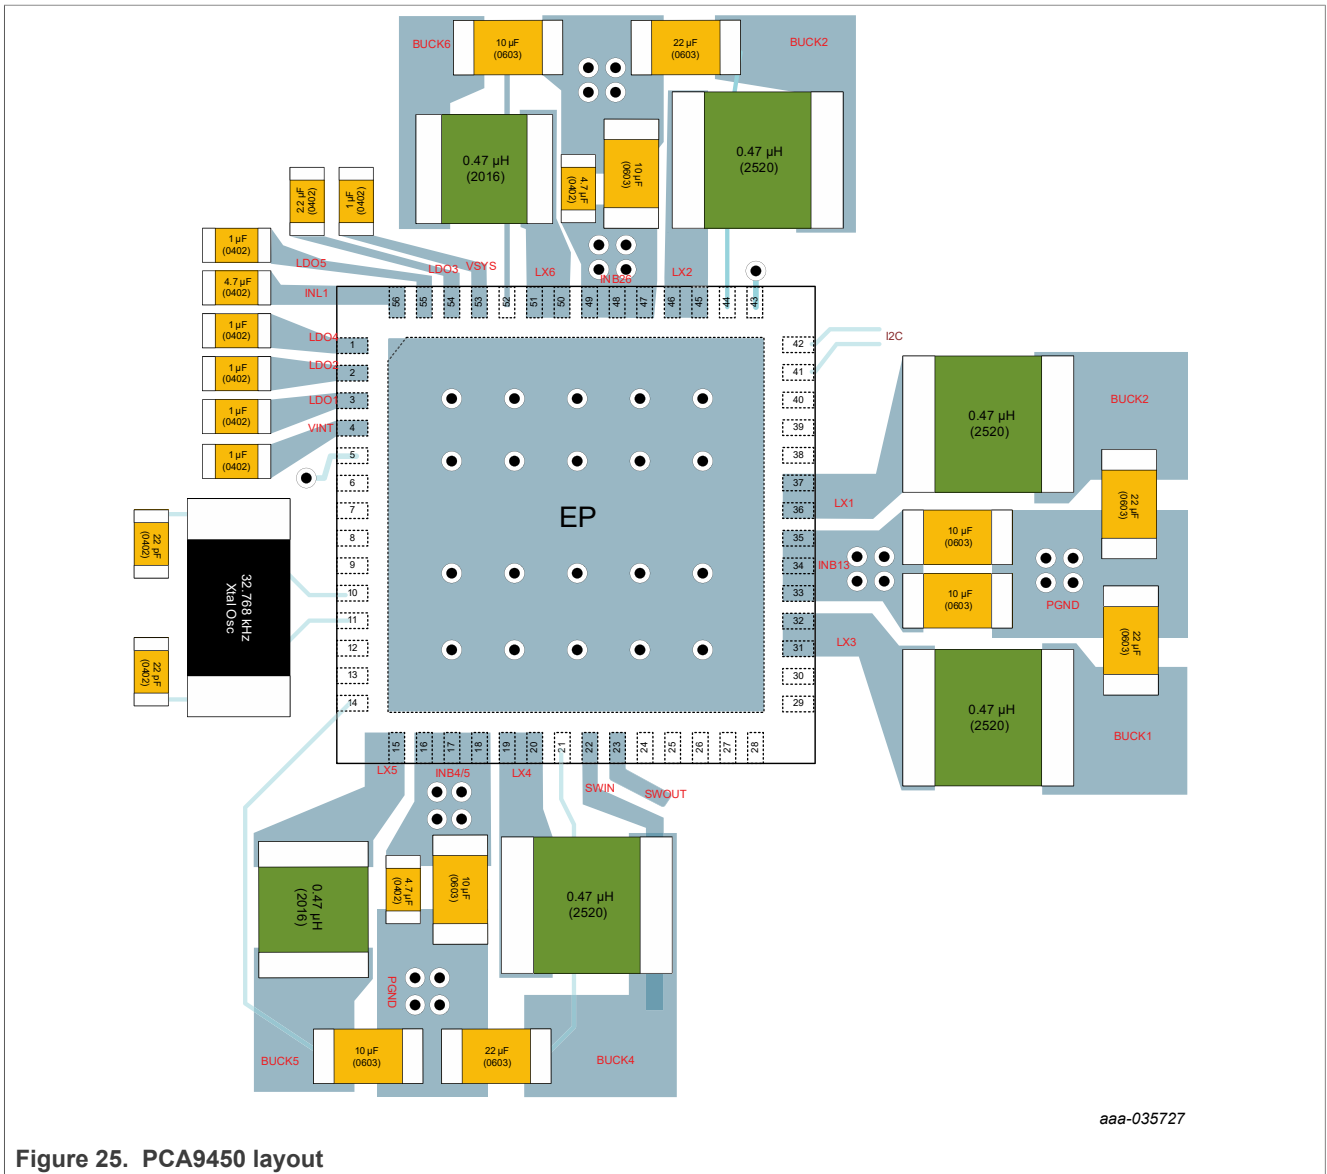 BUCK6
10 µF
(0603)
22 µF
(0603)
BUCK2
0.47 µH
(2016)
4.7 µF
(0402)
10 µF
(0603)
0.47 µH
(2520)
2.2 µF
(0402)
1 µF
(0402)
1 µF
(0402)
LDO5
LDO3
VSYS
LX6
INB26
LX2
4.7 µF
(0402)
INL1
56
55
54
53
52
51
50
49
48
47
46
45
44
43
1 µF
(0402)
LDO4
1
42
I2C
1 µF
(0402)
LDO2
2
41
1 µF
(0402)
LDO1
3
40
VINT
4
39
1 µF
(0402)
5
38
0.47 µH
(2520)
BUCK2
6
37
LX1
7
36
22 µF
(0603)
EP
8
35
10 µF
(0603)
22 pF
(0402)
32.768 kHz
Xtal Osc
9
34
INB13
10
33
10 µF
(0603)
PGND
11
32
22 µF
(0603)
12
31
LX3
22 pF
(0402)
13
30
14
29
0.47 µH
(2520)
BUCK1
15
16
17
18
19
20
21
22
23
24
25
26
27
28
LX5
INB4/5
LX4
SWIN
SWOUT
0.47 µH
(2016)
4.7 µF
(0402)
10 µF
(0603)
0.47 µH
(2520)
PGND
BUCK5
10 µF
(0603)
22 µF
(0603)
BUCK4
aaa-035727
Figure 25. PCA9450 layout